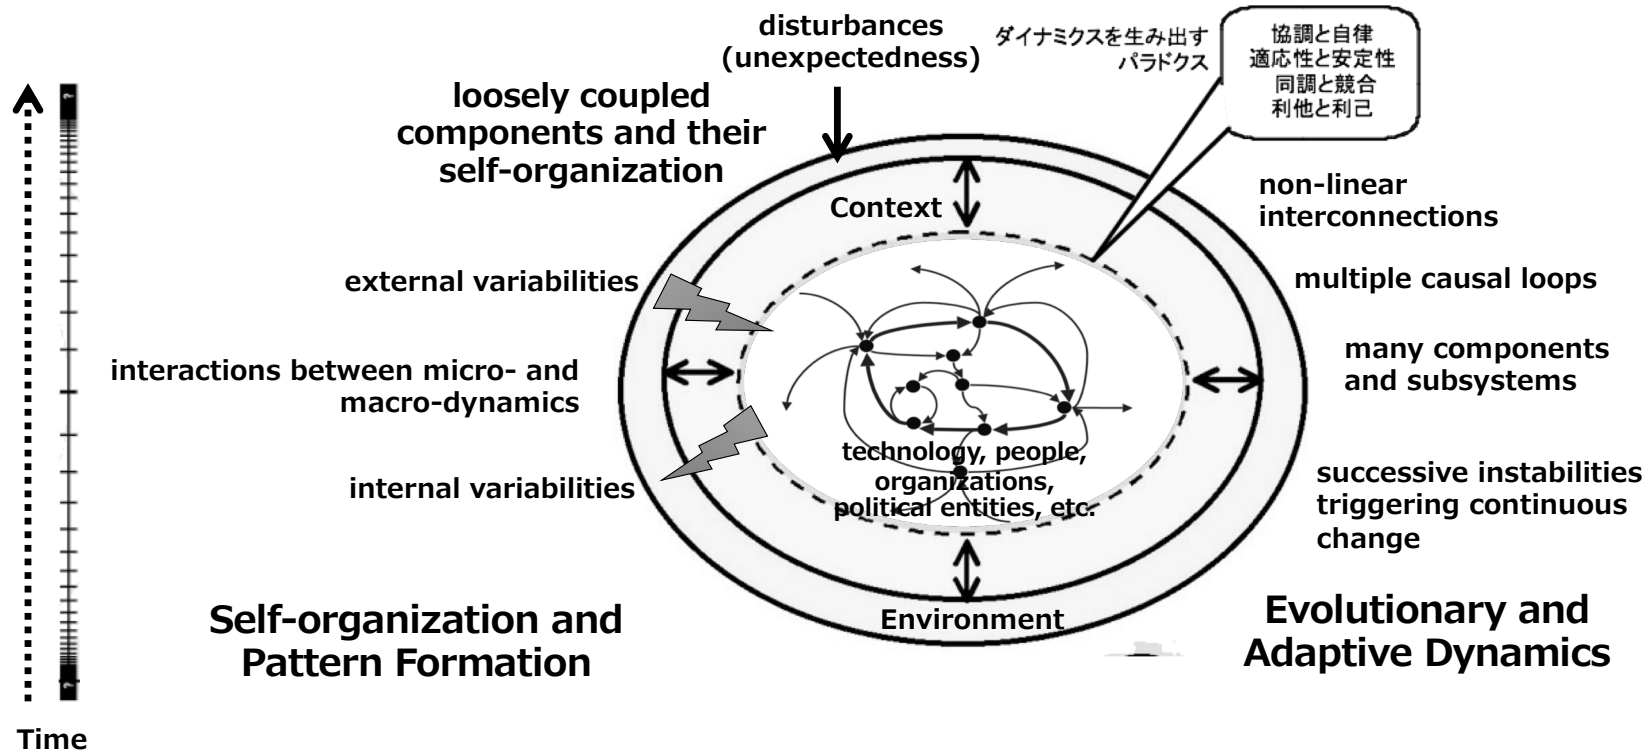 disturbances
(unexpectedness)
ダイナミクスを生み出す
パラドクス
協調と自律
適応性と安定性
同調と競合
利他と利己
loosely coupled
components and their
self-organization
Context
non-linear
interconnections
external variabilities
multiple causal loops
interactions between micro- and
macro-dynamics
many components
and subsystems
technology, people,
organizations,
political entities, etc.
internal variabilities
successive instabilities
triggering continuous
change
Environment
Self-organization and
Pattern Formation
Evolutionary and
Adaptive Dynamics
?
?
Time